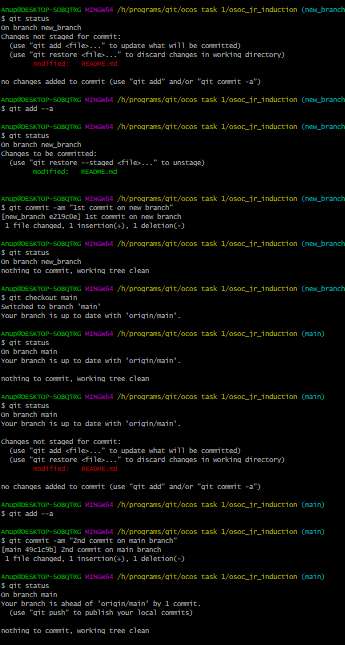 Anup@DESKTOP-SOBQTRG MINGW64 /h/programs/git/ocos task 1/osoc_jr_induction (new_branch
$ git status
On branch new_branch
Changes not staged for commit:
(use "git add <file>..." to update what will be committed)
(use "git restore <file>..." to discard changes in working directory)
modified: README.md
no changes added to commit (use "git add" and/or "git commit -a")
Anup@DESKTOP-SOBQTRG MINGW64 /h/programs/git/ocos task 1/osoc_jr_induction (new_branch
$ git add --a
Anup@DESKTOP-SOBQTRG MINGW64 /h/programs/git/ocos task 1/osoc_jr_induction (new_branch
$ git status
On branch new_branch
Changes to be committed:
(use "git restore --staged <file>..." to unstage)
modified: README.md
Anup@DESKTOP-SOBQTRG MINGW64 /h/programs/git/ocos task 1/osoc_jr_induction (new_branch
$ git commit -am "1st commit on new branch"
[new_branch e219c0e] 1st commit on new branch
1 file changed, 1 insertion(+), 1 deletion(-)
Anup@DESKTOP-SOBQTRG MINGW64 /h/programs/git/ocos task 1/osoc_jr_induction (new_branch
$ git status
On branch new_branch
nothing to commit, working tree clean
Anup@DESKTOP-SOBQTRG MINGW64 /h/programs/git/ocos task 1/osoc_jr_induction (new_branch
$ git checkout main
Switched to branch 'main'
Your branch is up to date with 'origin/main'.
Anup@DESKTOP-SOBQTRG MINGW64 /h/programs/git/ocos task 1/osoc_jr_induction (main)
$ git status
On branch main
Your branch is up to date with 'origin/main'.
nothing to commit, working tree clean
Anup@DESKTOP-SOBQTRG MINGW64 /h/programs/git/ocos task 1/osoc_jr_induction (main)
$ git status
On branch main
Your branch is up to date with 'origin/main'.
Changes not staged for commit:
(use "git add <file>..." to update what will be committed)
(use "git restore <file>..." to discard changes in working directory)
modified: README.md
no changes added to commit (use "git add" and/or "git commit -a")
Anup@DESKTOP-SOBQTRG MINGW64 /h/programs/git/ocos task 1/osoc_jr_induction (main)
$ git add --a
Anup@DESKTOP-SOBQTRG MINGW64 /h/programs/git/ocos task 1/osoc_jr_induction (main)
$ git commit -am "2nd commit on main branch"
[main 49c1c9b] 2nd commit on main branch
1 file changed, 1 insertion(+), 1 deletion(-)
Anup@DESKTOP-SOBQTRG MINGW64 /h/programs/git/ocos task 1/osoc_jr_induction (main)
$ git status
On branch main
Your branch is ahead of 'origin/main' by 1 commit.
(use "git push" to publish your local commits)
nothing to commit, working tree clean